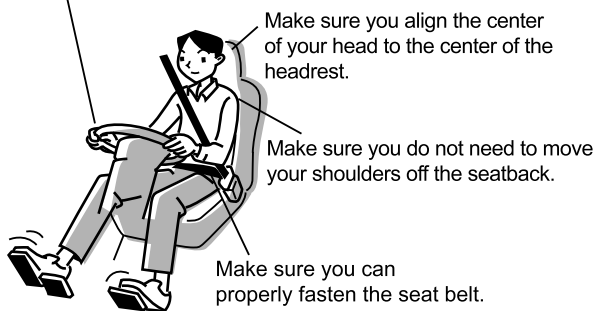 Make sure you align the center
of your head to the center of the
headrest.
Make sure you do not need to move
your shoulders off the seatback.
Make sure you can
properly fasten the seat belt.